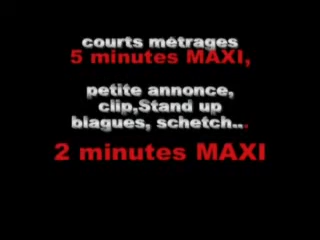 courts métrages
5 minutes MAXI,
petite annonce,
clip,Stand up
blagues, schetch...
2 minutes MAXI